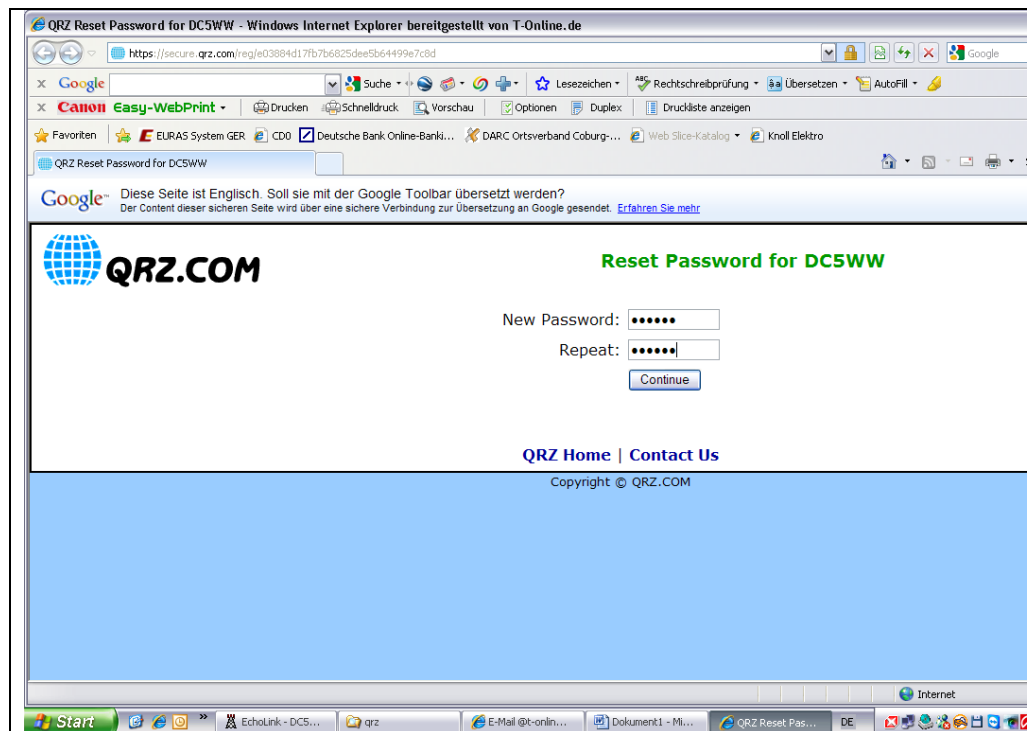 QRZ Reset Password for DC5WW - Windows Internet Explorer bereitgestellt von T-Online.de
https://secure.qrz.com/reg/e03884d17fb7b6825dee5b64499e7c8d Google
x Google Suche Lesezeichen ABC Rechtschreibprüfung âa Übersetzen AutoFill
x Canon Easy-WebPrint Drucken Schnelldruck Vorschau Optionen Duplex Druckliste anzeigen
Favoriten EURAS System GER CD0 Deutsche Bank Online-Banki... DARC Ortsverband Coburg-... Web Slice-Katalog Knoll Elektro
QRZ Reset Password for DC5WW
Google™ Diese Seite ist Englisch. Soll sie mit der Google Toolbar übersetzt werden?
Der Content dieser sicheren Seite wird über eine sichere Verbindung zur Übersetzung an Google gesendet. Erfahren Sie mehr
QRZ.COM Reset Password for DC5WW
New Password: ••••••
Repeat: ••••••
Continue
QRZ Home | Contact Us
Copyright © QRZ.COM
Internet
Start » EchoLink - DC5... qrz E-Mail @t-onlin... Dokument1 - Mi... QRZ Reset Pas... DE